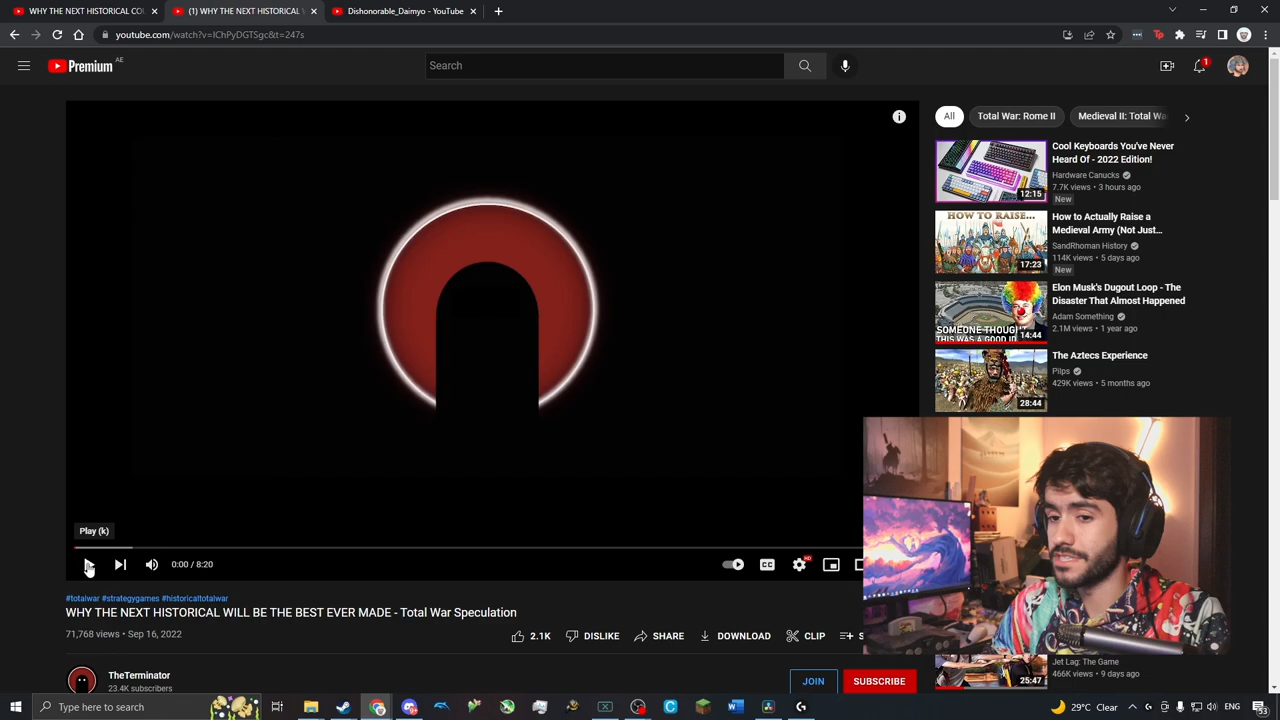 WHY THE NEXT HISTORICAL CO
(1) WHY THE NEXT HISTORICAL
Dishonorable_Daimyo - YouTube
youtube.com/watch?v=IChPyDGTSgc&t=247s
Premium AE
Search
1
All
Total War: Rome II
Medieval II: Total Wa
Cool Keyboards You've Never
Heard Of - 2022 Edition!
Hardware Canucks
7.7K views • 3 hours ago
New
12:15
HOW TO RAISE...
How to Actually Raise a
Medieval Army (Not Just...
SandRhoman History
114K views • 5 days ago
New
17:23
Elon Musk's Dugout Loop - The
Disaster That Almost Happened
Adam Something
2.1M views • 1 year ago
SOMEONE THOUGHT
THIS WAS A GOOD ID
14:44
The Aztecs Experience
Pilps
429K views • 5 months ago
28:44
Play (k)
0:00 / 8:20
HD
#totalwar #strategygames #historicaltotalwar
WHY THE NEXT HISTORICAL WILL BE THE BEST EVER MADE - Total War Speculation
71,768 views • Sep 16, 2022
2.1K
DISLIKE
SHARE
DOWNLOAD
CLIP
S
Jet Lag: The Game
466K views • 9 days ago
25:47
TheTerminator
23.4K subscribers
JOIN
SUBSCRIBE
Type here to search
29°C Clear
ENG